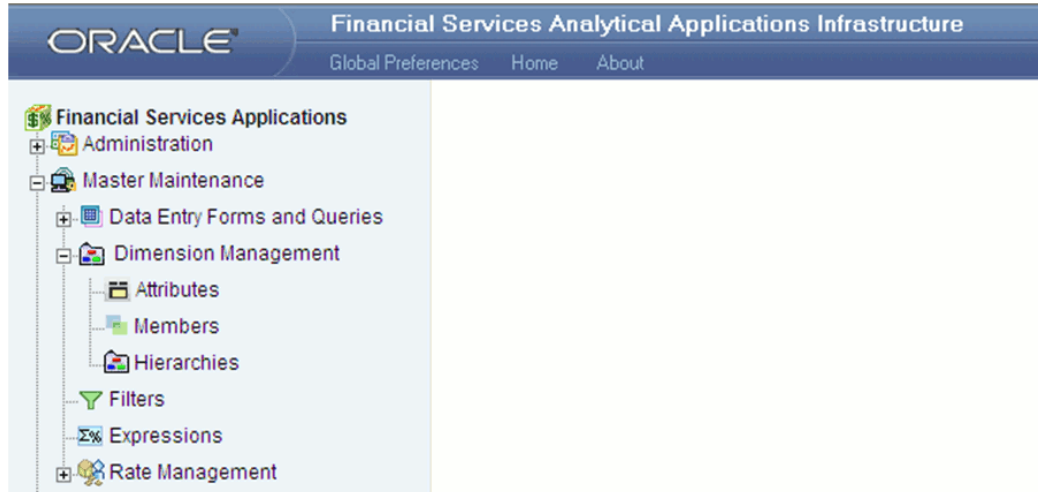 ORACLE
Financial Services Analytical Applications Infrastructure
Global Preferences Home About
Financial Services Applications
Administration
Master Maintenance
Data Entry Forms and Queries
Dimension Management
Attributes
Members
Hierarchies
Filters
Σ% Expressions
Rate Management